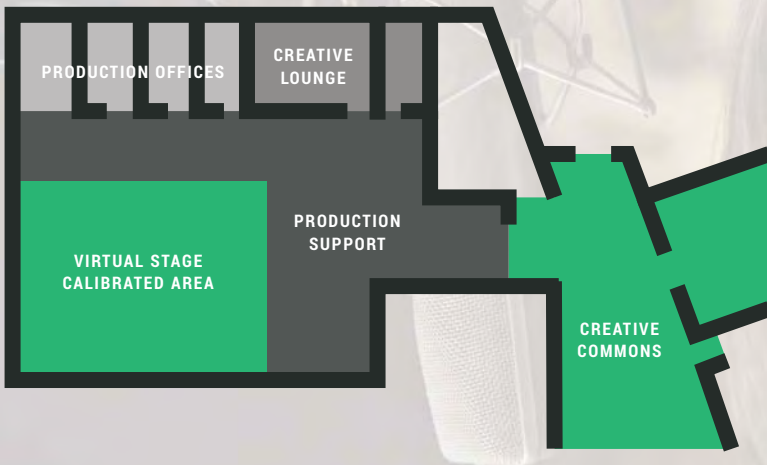 PRODUCTION OFFICES
CREATIVE
LOUNGE
PRODUCTION
SUPPORT
VIRTUAL STAGE
CALIBRATED AREA
CREATIVE
COMMONS